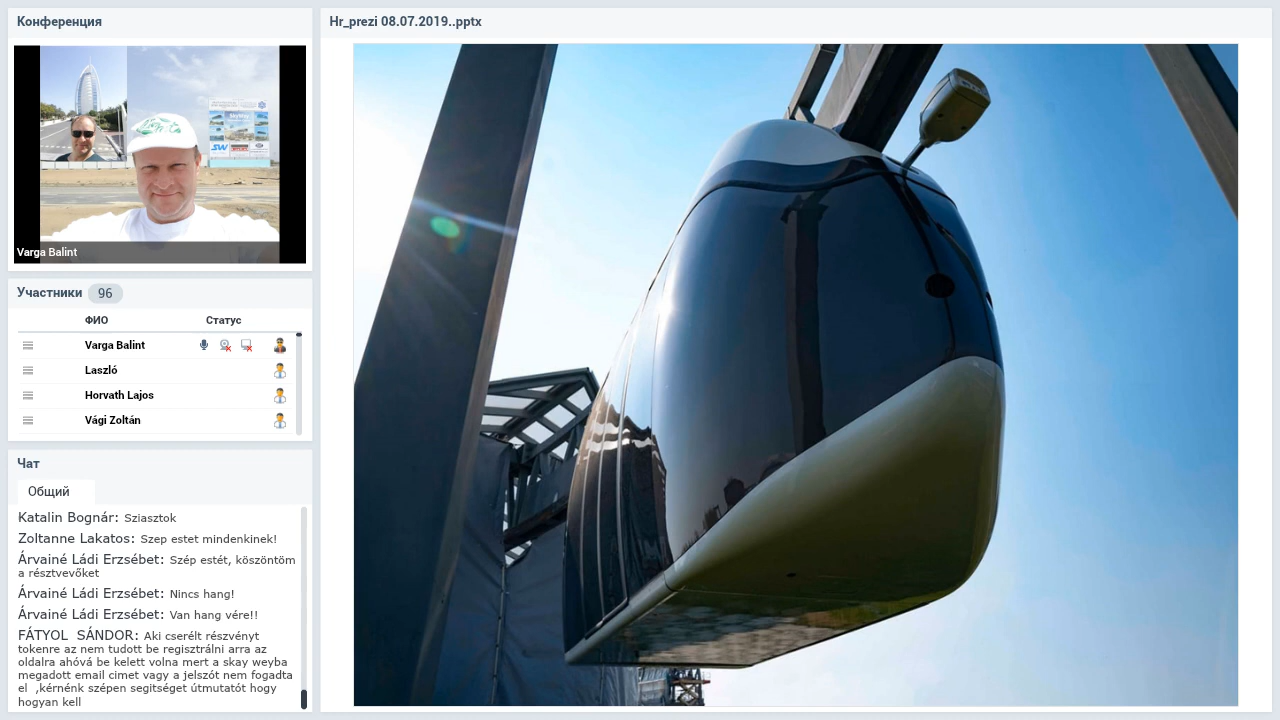 Конференция
Varga Balint
SkyWay
SW
Участники 96
ФИО Статус
Varga Balint
Laszló
Horvath Lajos
Vági Zoltán
Чат
Общий
Katalin Bognár: Sziasztok
Zoltanne Lakatos: Szep estet mindenkinek!
Árvainé Ládi Erzsébet: Szép estét, köszöntöm
a résztvevőket
Árvainé Ládi Erzsébet: Nincs hang!
Árvainé Ládi Erzsébet: Van hang vére!!
FÁTYOL SÁNDOR: Aki cserélt részvényt
tokenre az nem tudott be regisztrálni arra az
oldalra ahóvá be kelett volna mert a skay weyba
megadott email cimet vagy a jelszót nem fogadta
el ,kérnénk szépen segitséget útmutatót hogy
hogyan kell
Hr_prezi 08.07.2019..pptx